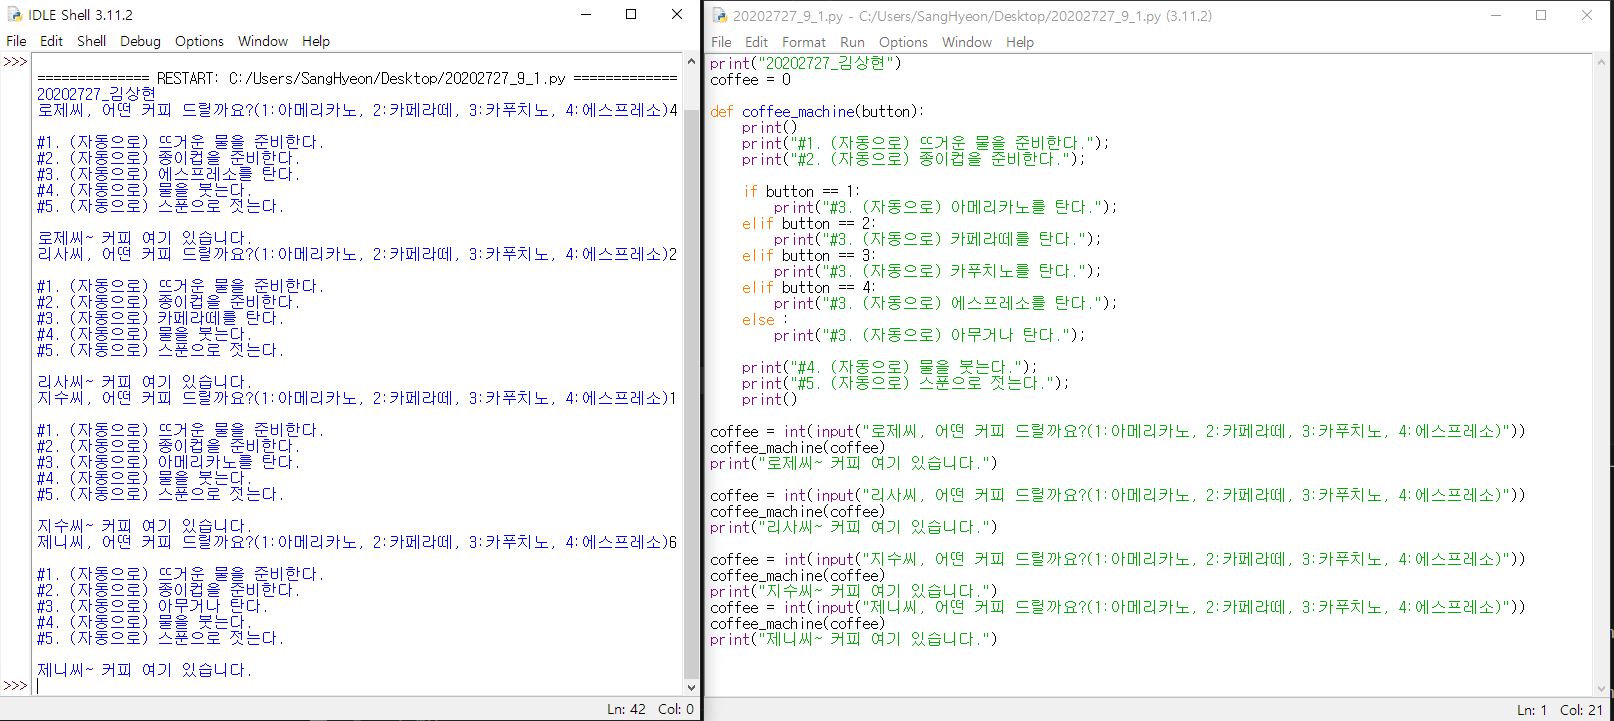 IDLE Shell 3.11.2
File Edit Shell Debug Options Window Help
>>>
============== RESTART: C:/Users/SangHyeon/Desktop/20202727_9_1.py =============
20202727_김상현
로제씨, 어떤 커피 드릴까요?(1:아메리카노, 2:카페라떼, 3:카푸치노, 4:에스프레소)4
#1. (자동으로) 뜨거운 물을 준비한다.
#2. (자동으로) 종이컵을 준비한다.
#3. (자동으로) 에스프레소를 탄다.
#4. (자동으로) 물을 붓는다.
#5. (자동으로) 스푼으로 젓는다.
로제씨~ 커피 여기 있습니다.
리사씨, 어떤 커피 드릴까요?(1:아메리카노, 2:카페라떼, 3:카푸치노, 4:에스프레소)2
#1. (자동으로) 뜨거운 물을 준비한다.
#2. (자동으로) 종이컵을 준비한다.
#3. (자동으로) 카페라떼를 탄다.
#4. (자동으로) 물을 붓는다.
#5. (자동으로) 스푼으로 젓는다.
리사씨~ 커피 여기 있습니다.
지수씨, 어떤 커피 드릴까요?(1:아메리카노, 2:카페라떼, 3:카푸치노, 4:에스프레소)1
#1. (자동으로) 뜨거운 물을 준비한다.
#2. (자동으로) 종이컵을 준비한다.
#3. (자동으로) 아메리카노를 탄다.
#4. (자동으로) 물을 붓는다.
#5. (자동으로) 스푼으로 젓는다.
지수씨~ 커피 여기 있습니다.
제니씨, 어떤 커피 드릴까요?(1:아메리카노, 2:카페라떼, 3:카푸치노, 4:에스프레소)6
#1. (자동으로) 뜨거운 물을 준비한다.
#2. (자동으로) 종이컵을 준비한다.
#3. (자동으로) 아무거나 탄다.
#4. (자동으로) 물을 붓는다.
#5. (자동으로) 스푼으로 젓는다.
제니씨~ 커피 여기 있습니다.
>>>
Ln: 42 Col: 0
20202727_9_1.py - C:/Users/SangHyeon/Desktop/20202727_9_1.py (3.11.2)
File Edit Format Run Options Window Help
print("20202727_김상현")
coffee = 0
def coffee_machine(button):
print()
print("#1. (자동으로) 뜨거운 물을 준비한다.");
print("#2. (자동으로) 종이컵을 준비한다.");
if button == 1:
print("#3. (자동으로) 아메리카노를 탄다.");
elif button == 2:
print("#3. (자동으로) 카페라떼를 탄다.");
elif button == 3:
print("#3. (자동으로) 카푸치노를 탄다.");
elif button == 4:
print("#3. (자동으로) 에스프레소를 탄다.");
else :
print("#3. (자동으로) 아무거나 탄다.");
print("#4. (자동으로) 물을 붓는다.");
print("#5. (자동으로) 스푼으로 젓는다.");
print()
coffee = int(input("로제씨, 어떤 커피 드릴까요?(1:아메리카노, 2:카페라떼, 3:카푸치노, 4:에스프레소)"))
coffee_machine(coffee)
print("로제씨~ 커피 여기 있습니다.")
coffee = int(input("리사씨, 어떤 커피 드릴까요?(1:아메리카노, 2:카페라떼, 3:카푸치노, 4:에스프레소)"))
coffee_machine(coffee)
print("리사씨~ 커피 여기 있습니다.")
coffee = int(input("지수씨, 어떤 커피 드릴까요?(1:아메리카노, 2:카페라떼, 3:카푸치노, 4:에스프레소)"))
coffee_machine(coffee)
print("지수씨~ 커피 여기 있습니다.")
coffee = int(input("제니씨, 어떤 커피 드릴까요?(1:아메리카노, 2:카페라떼, 3:카푸치노, 4:에스프레소)"))
coffee_machine(coffee)
print("제니씨~ 커피 여기 있습니다.")
Ln: 1 Col: 21